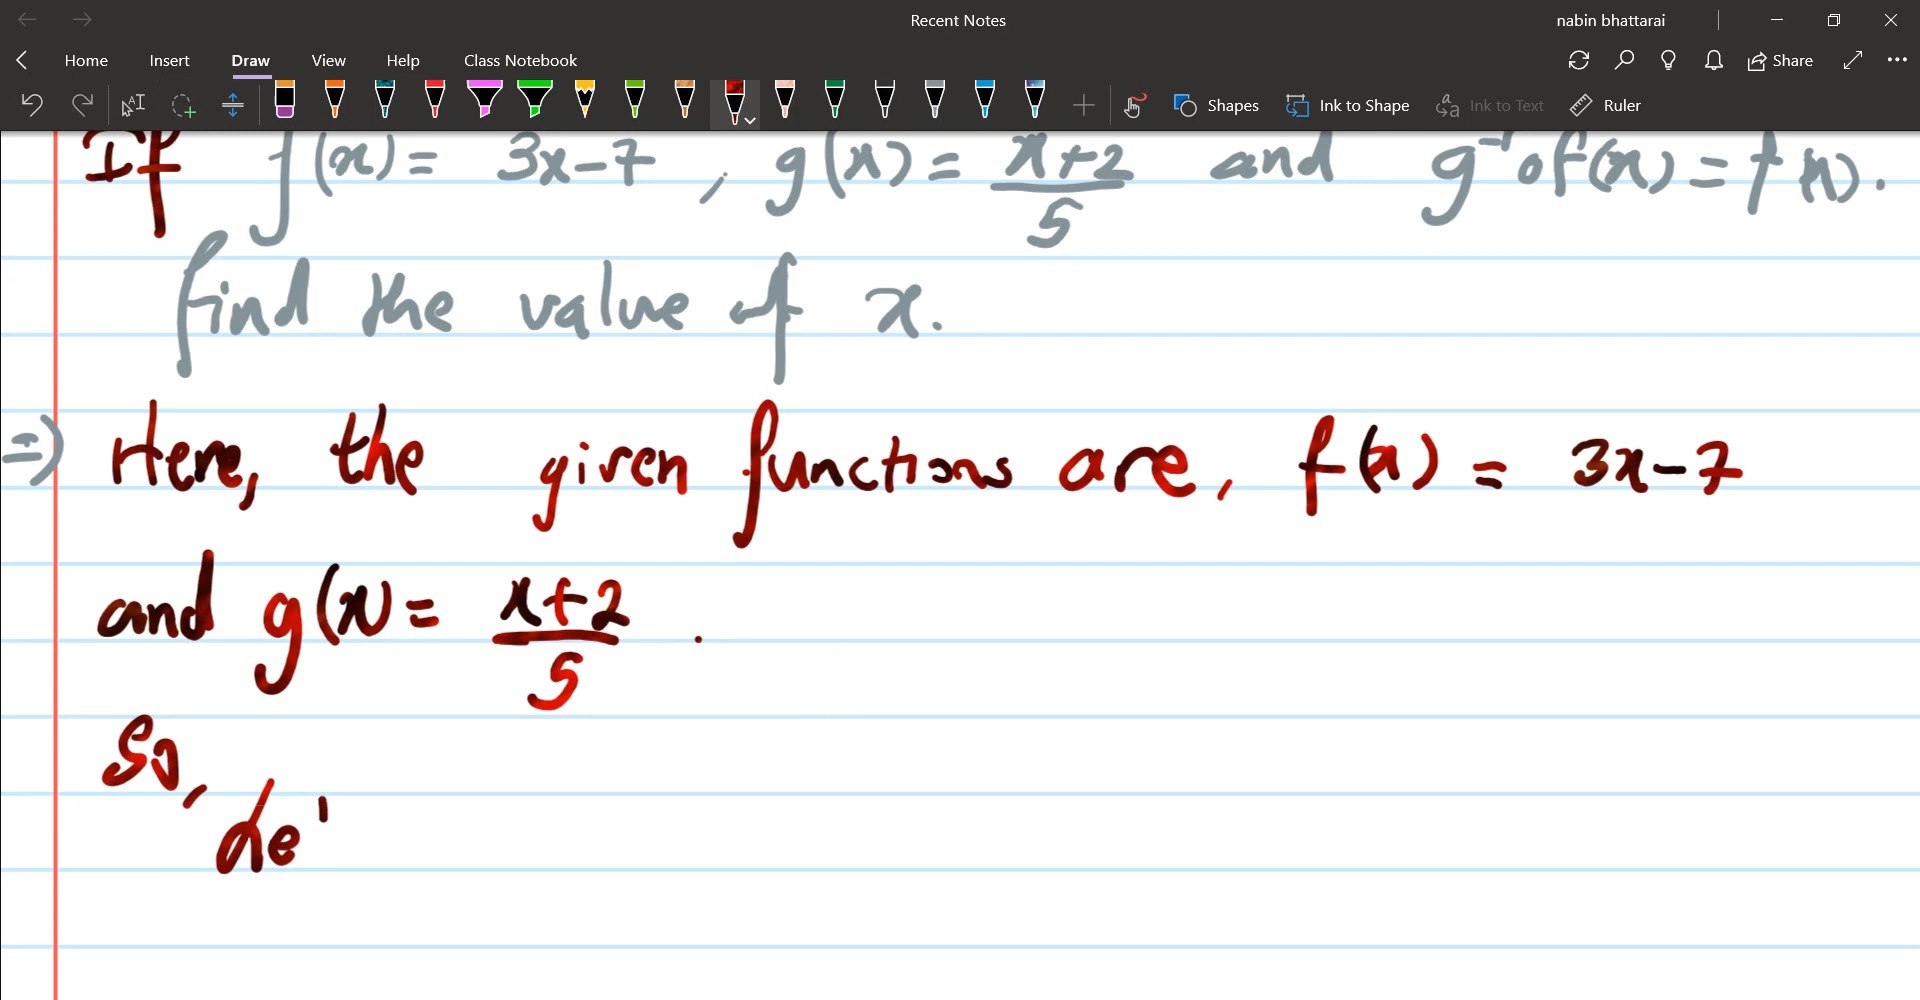 Recent Notes
nabin bhattarai
Home Insert Draw View Help Class Notebook Share
Shapes Ink to Shape Ink to Text Ruler
If f(x) = 3x-7, g(x) = x+2/5 and g⁻¹of(x) = f(x).
find the value of x.
=) Here, the given functions are, f(x) = 3x-7
and g(x) = x+2/5 .
So,